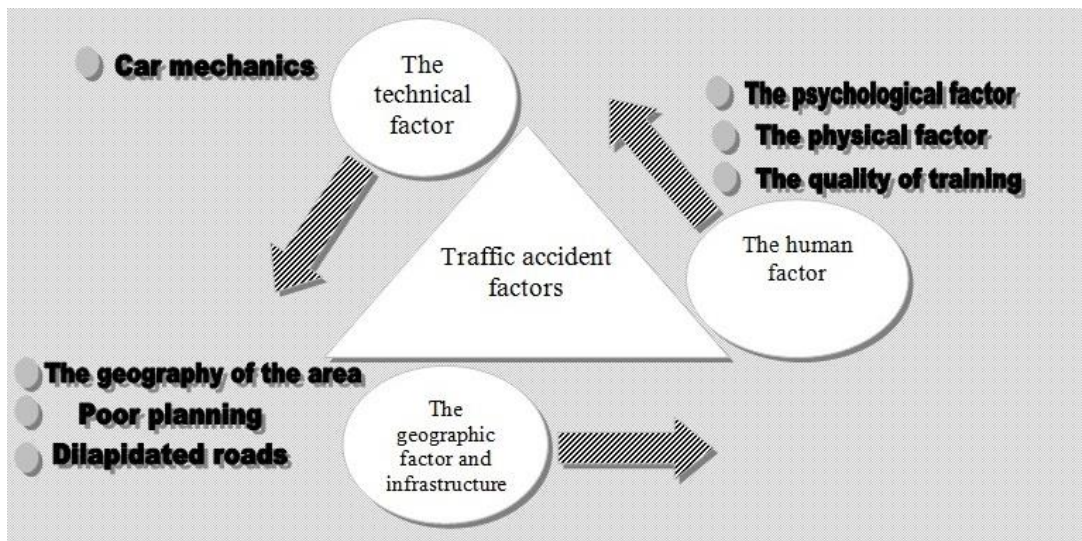 Car mechanics
The
technical
factor
The psychological factor
The physical factor
The quality of training
Traffic accident
factors
The human
factor
The geography of the area
Poor planning
Dilapidated roads
The
geographic
factor and
infrastructure